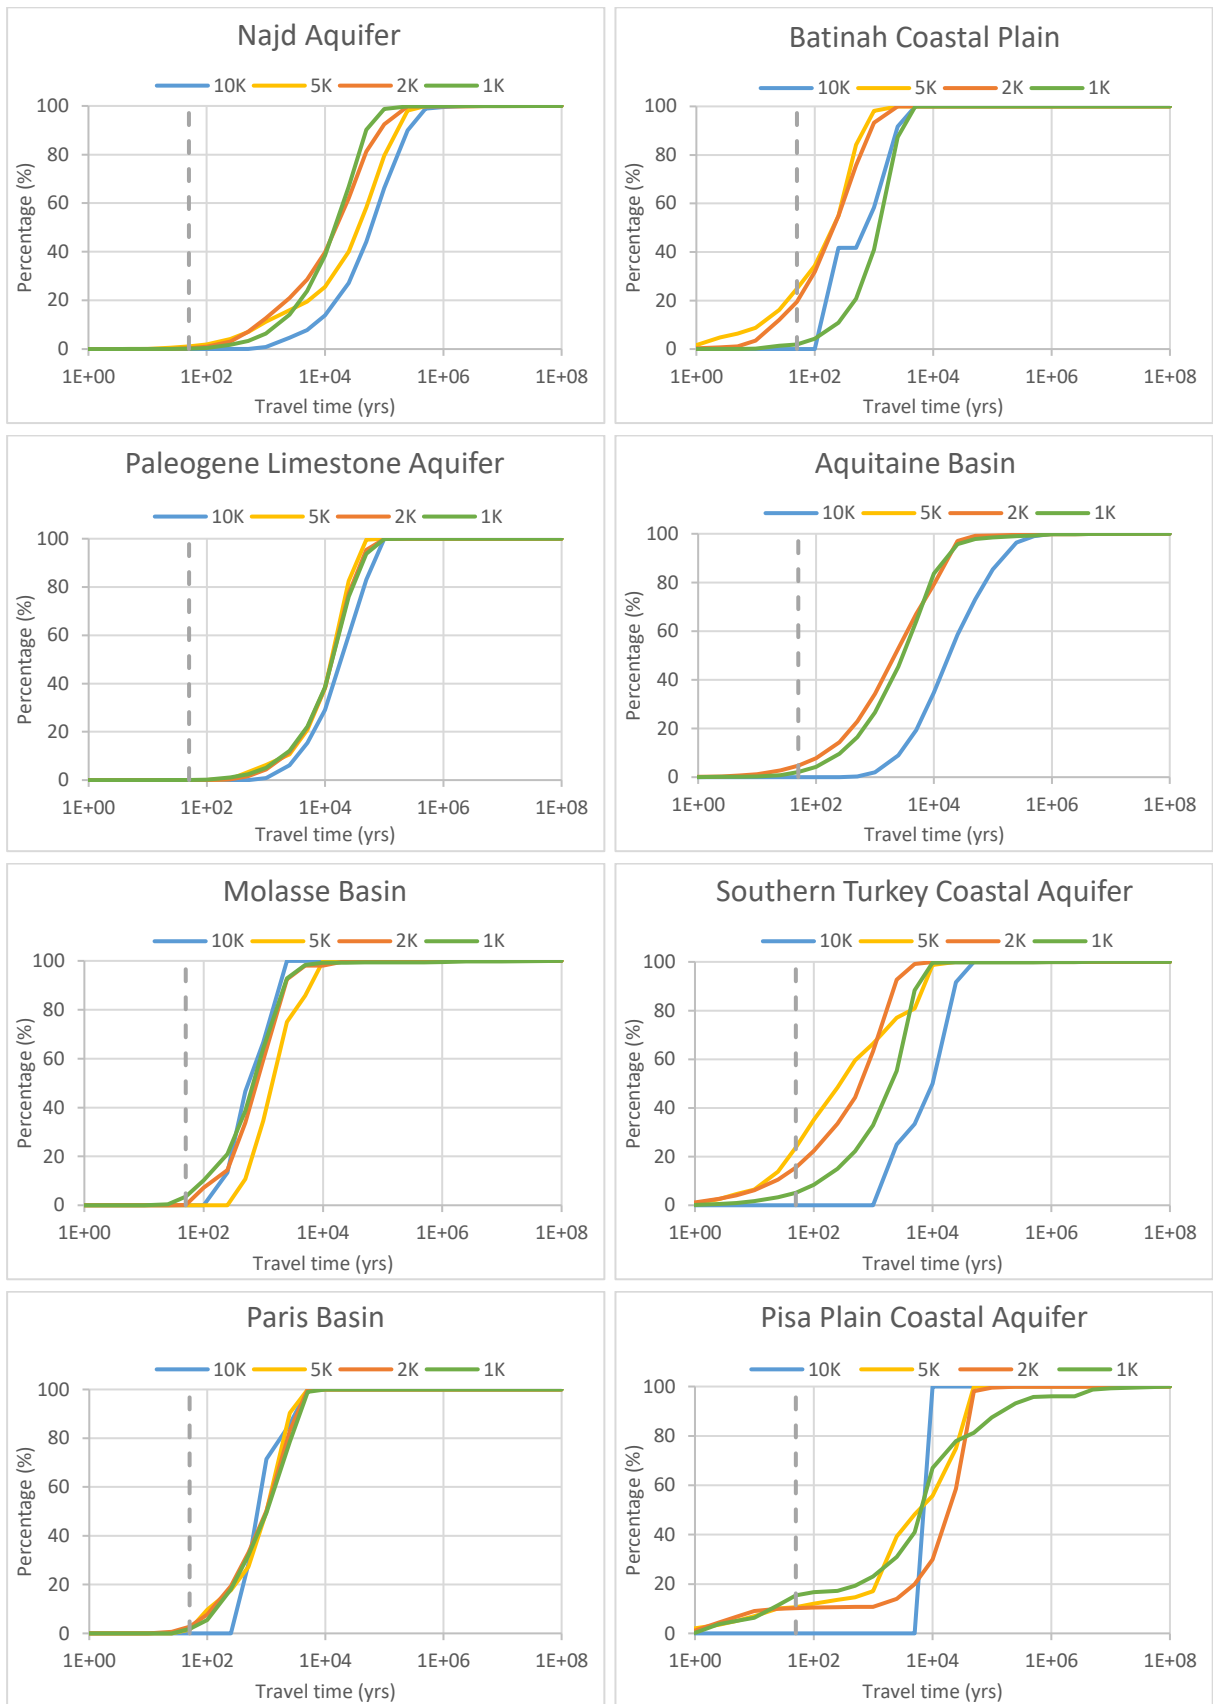 Najd Aquifer
10K 5K 2K 1K
Percentage (%)
100
80
60
40
20
0
1E+00 1E+02 1E+04 1E+06 1E+08
Travel time (yrs)
Batinah Coastal Plain
10K 5K 2K 1K
Percentage (%)
100
80
60
40
20
0
1E+00 1E+02 1E+04 1E+06 1E+08
Travel time (yrs)
Paleogene Limestone Aquifer
10K 5K 2K 1K
Percentage (%)
100
80
60
40
20
0
1E+00 1E+02 1E+04 1E+06 1E+08
Travel time (yrs)
Aquitaine Basin
10K 5K 2K 1K
Percentage (%)
100
80
60
40
20
0
1E+00 1E+02 1E+04 1E+06 1E+08
Travel time (yrs)
Molasse Basin
10K 5K 2K 1K
Percentage (%)
100
80
60
40
20
0
1E+00 1E+02 1E+04 1E+06 1E+08
Travel time (yrs)
Southern Turkey Coastal Aquifer
10K 5K 2K 1K
Percentage (%)
100
80
60
40
20
0
1E+00 1E+02 1E+04 1E+06 1E+08
Travel time (yrs)
Paris Basin
10K 5K 2K 1K
Percentage (%)
100
80
60
40
20
0
1E+00 1E+02 1E+04 1E+06 1E+08
Travel time (yrs)
Pisa Plain Coastal Aquifer
10K 5K 2K 1K
Percentage (%)
100
80
60
40
20
0
1E+00 1E+02 1E+04 1E+06 1E+08
Travel time (yrs)